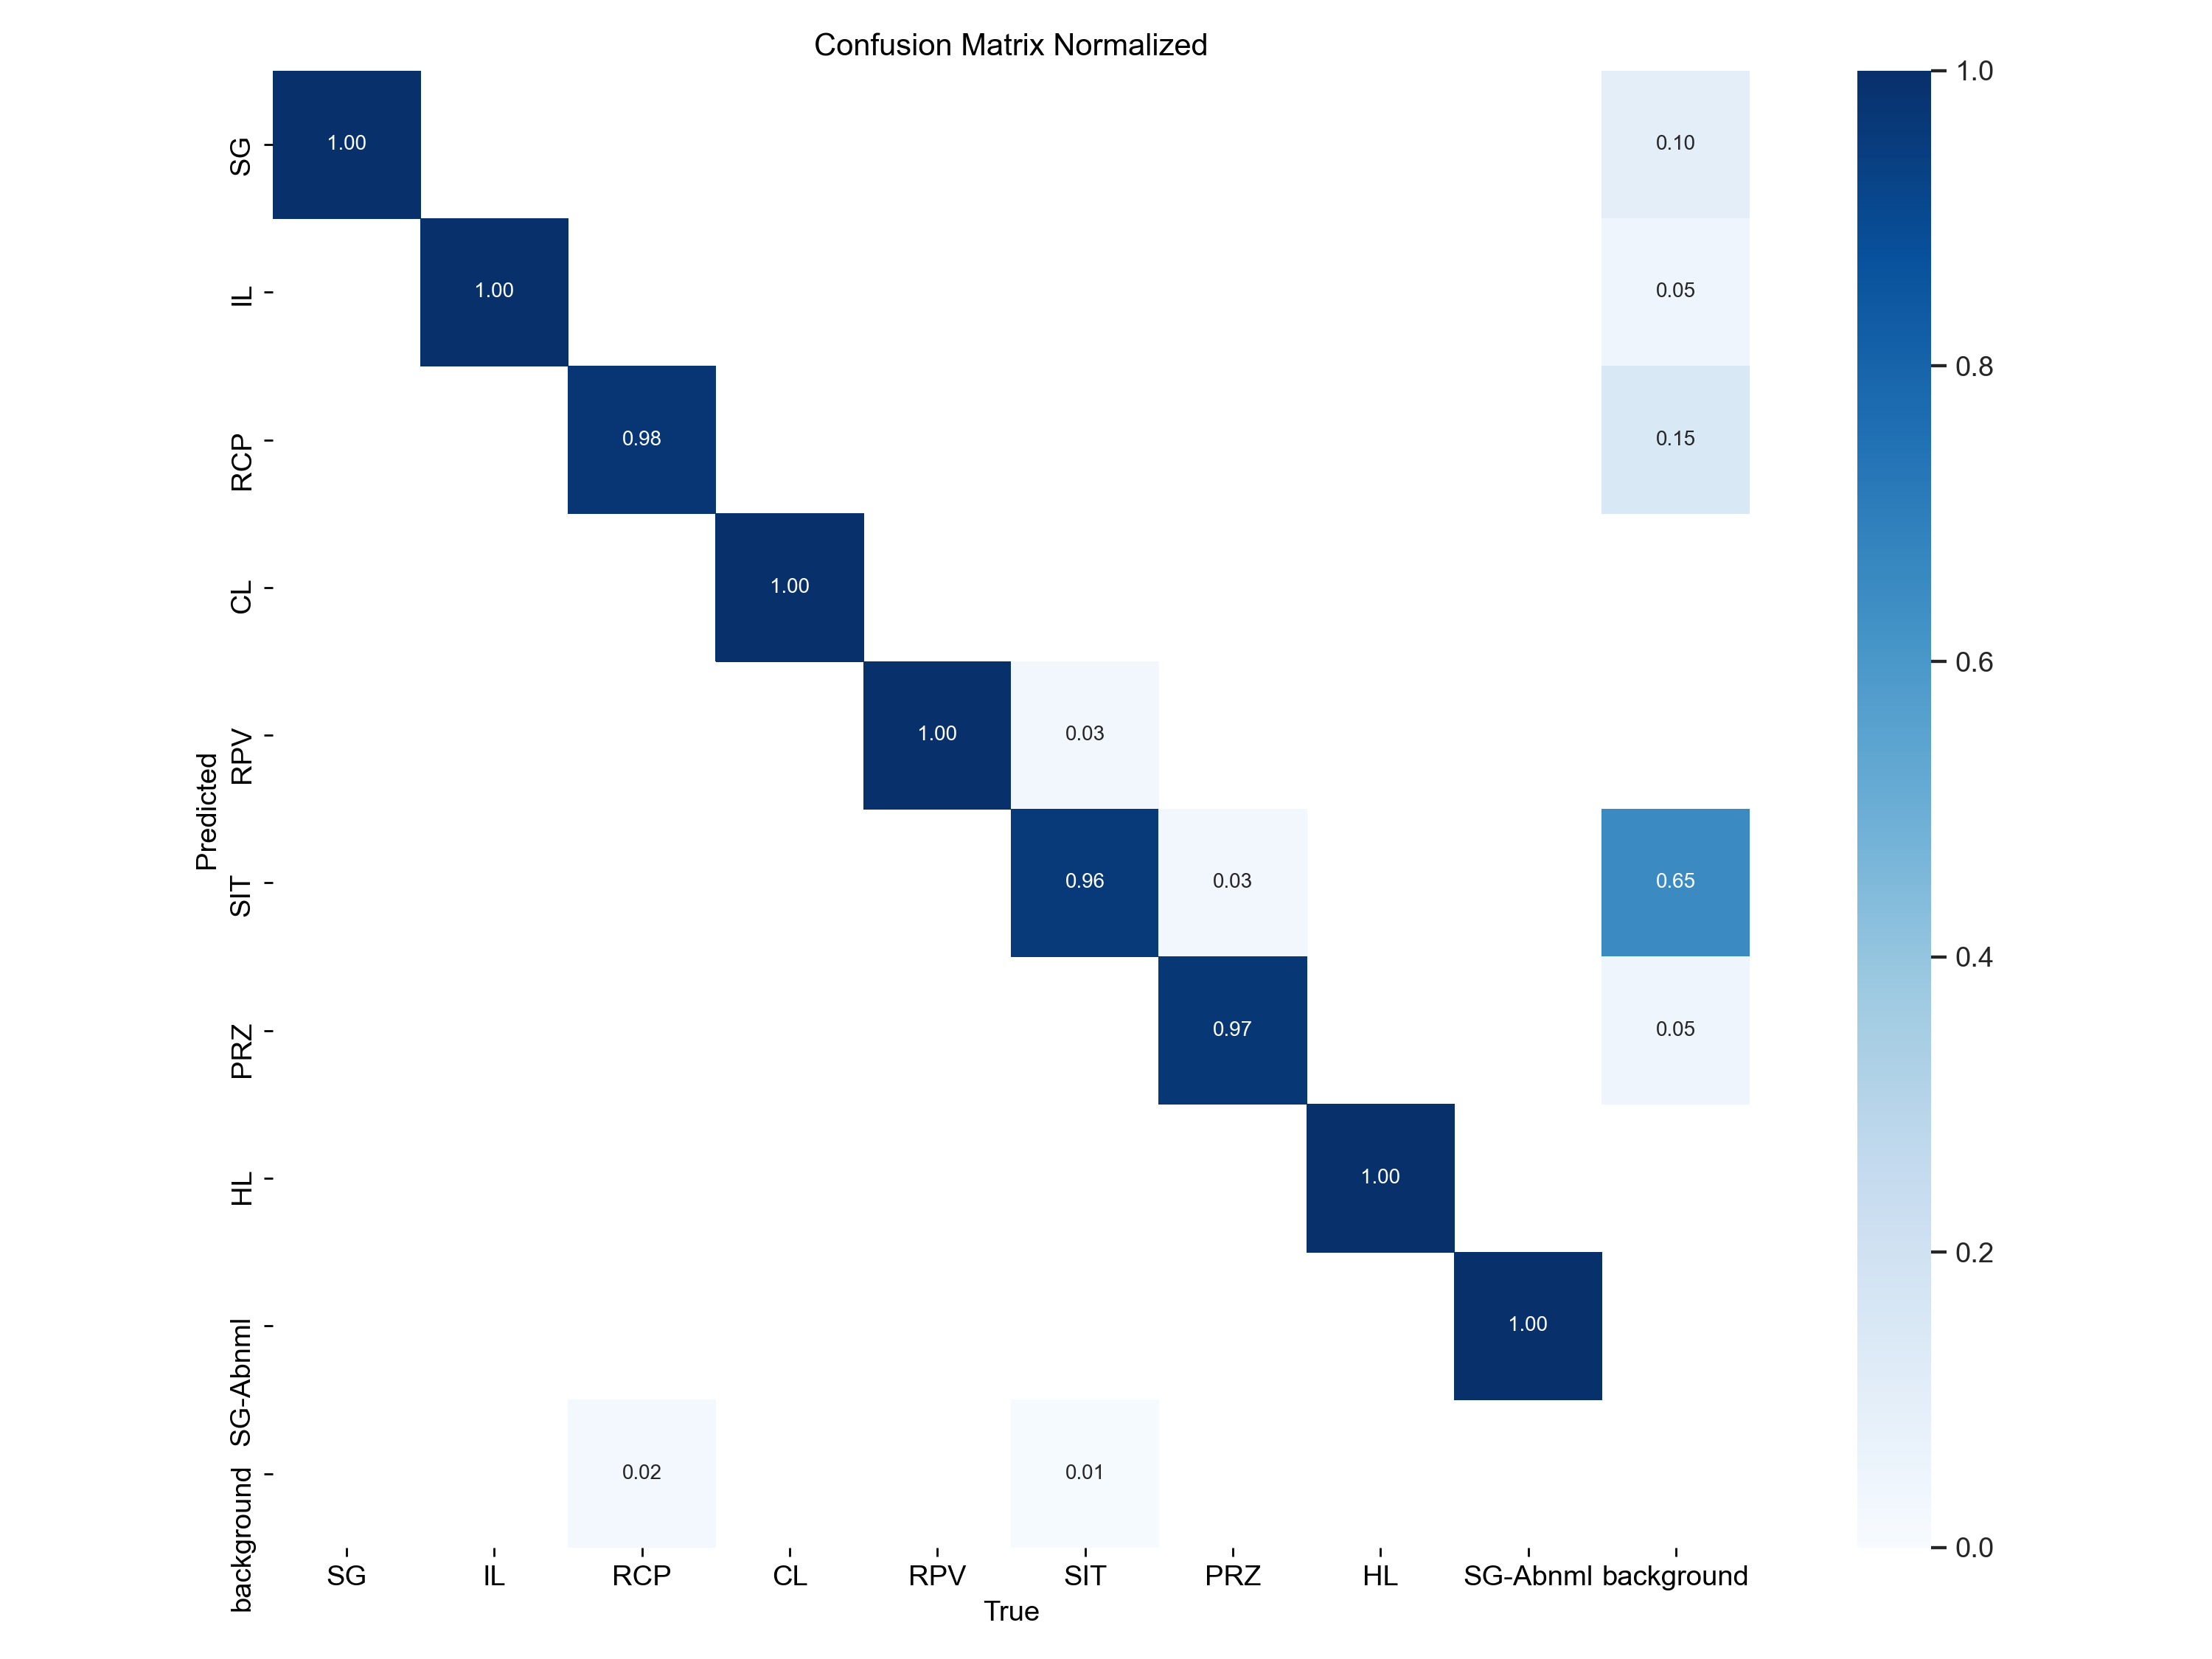 Confusion Matrix Normalized
SG 1.00 0.10
IL 1.00 0.05
RCP 0.98 0.15
CL 1.00
RPV 1.00 0.03
SIT 0.96 0.03 0.65
PRZ 0.97 0.05
HL 1.00
SG-Abnml 1.00
background 0.02 0.01
Predicted
SG IL RCP CL RPV SIT PRZ HL SG-Abnml background
True
1.0
0.8
0.6
0.4
0.2
0.0